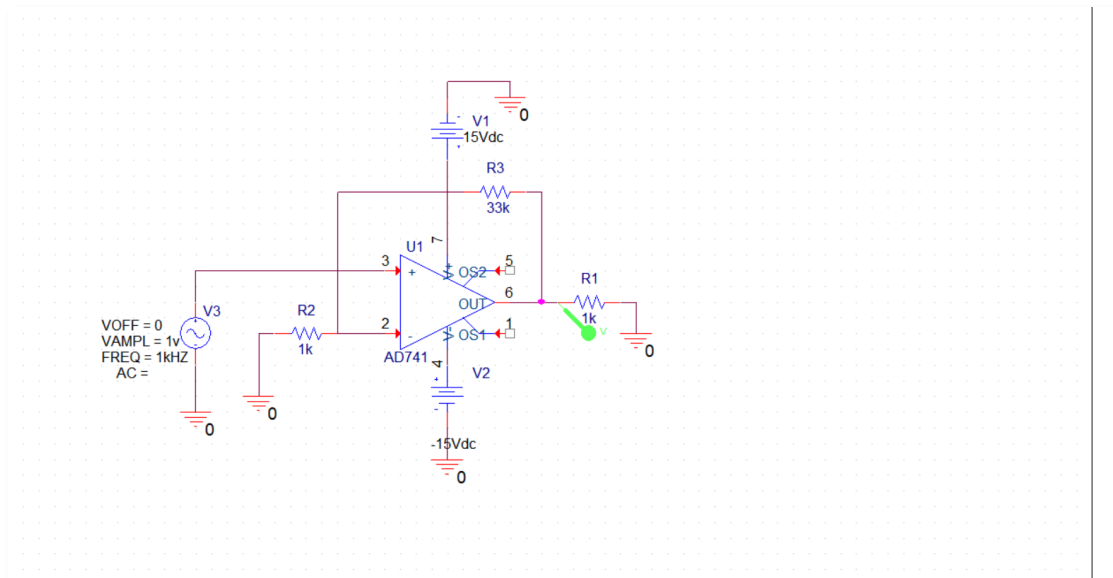 0
-
V1
15Vdc
+
R3
33k
7
U1
3
+
V+
OS2
5
R1
6
OUT
1k
V
V3
R2
VOFF = 0
VAMPL = 1v
FREQ = 1kHZ
AC =
1k
2
-
V-
OS1
1
0
AD741
4
V2
+
-
0
0
-15Vdc
0